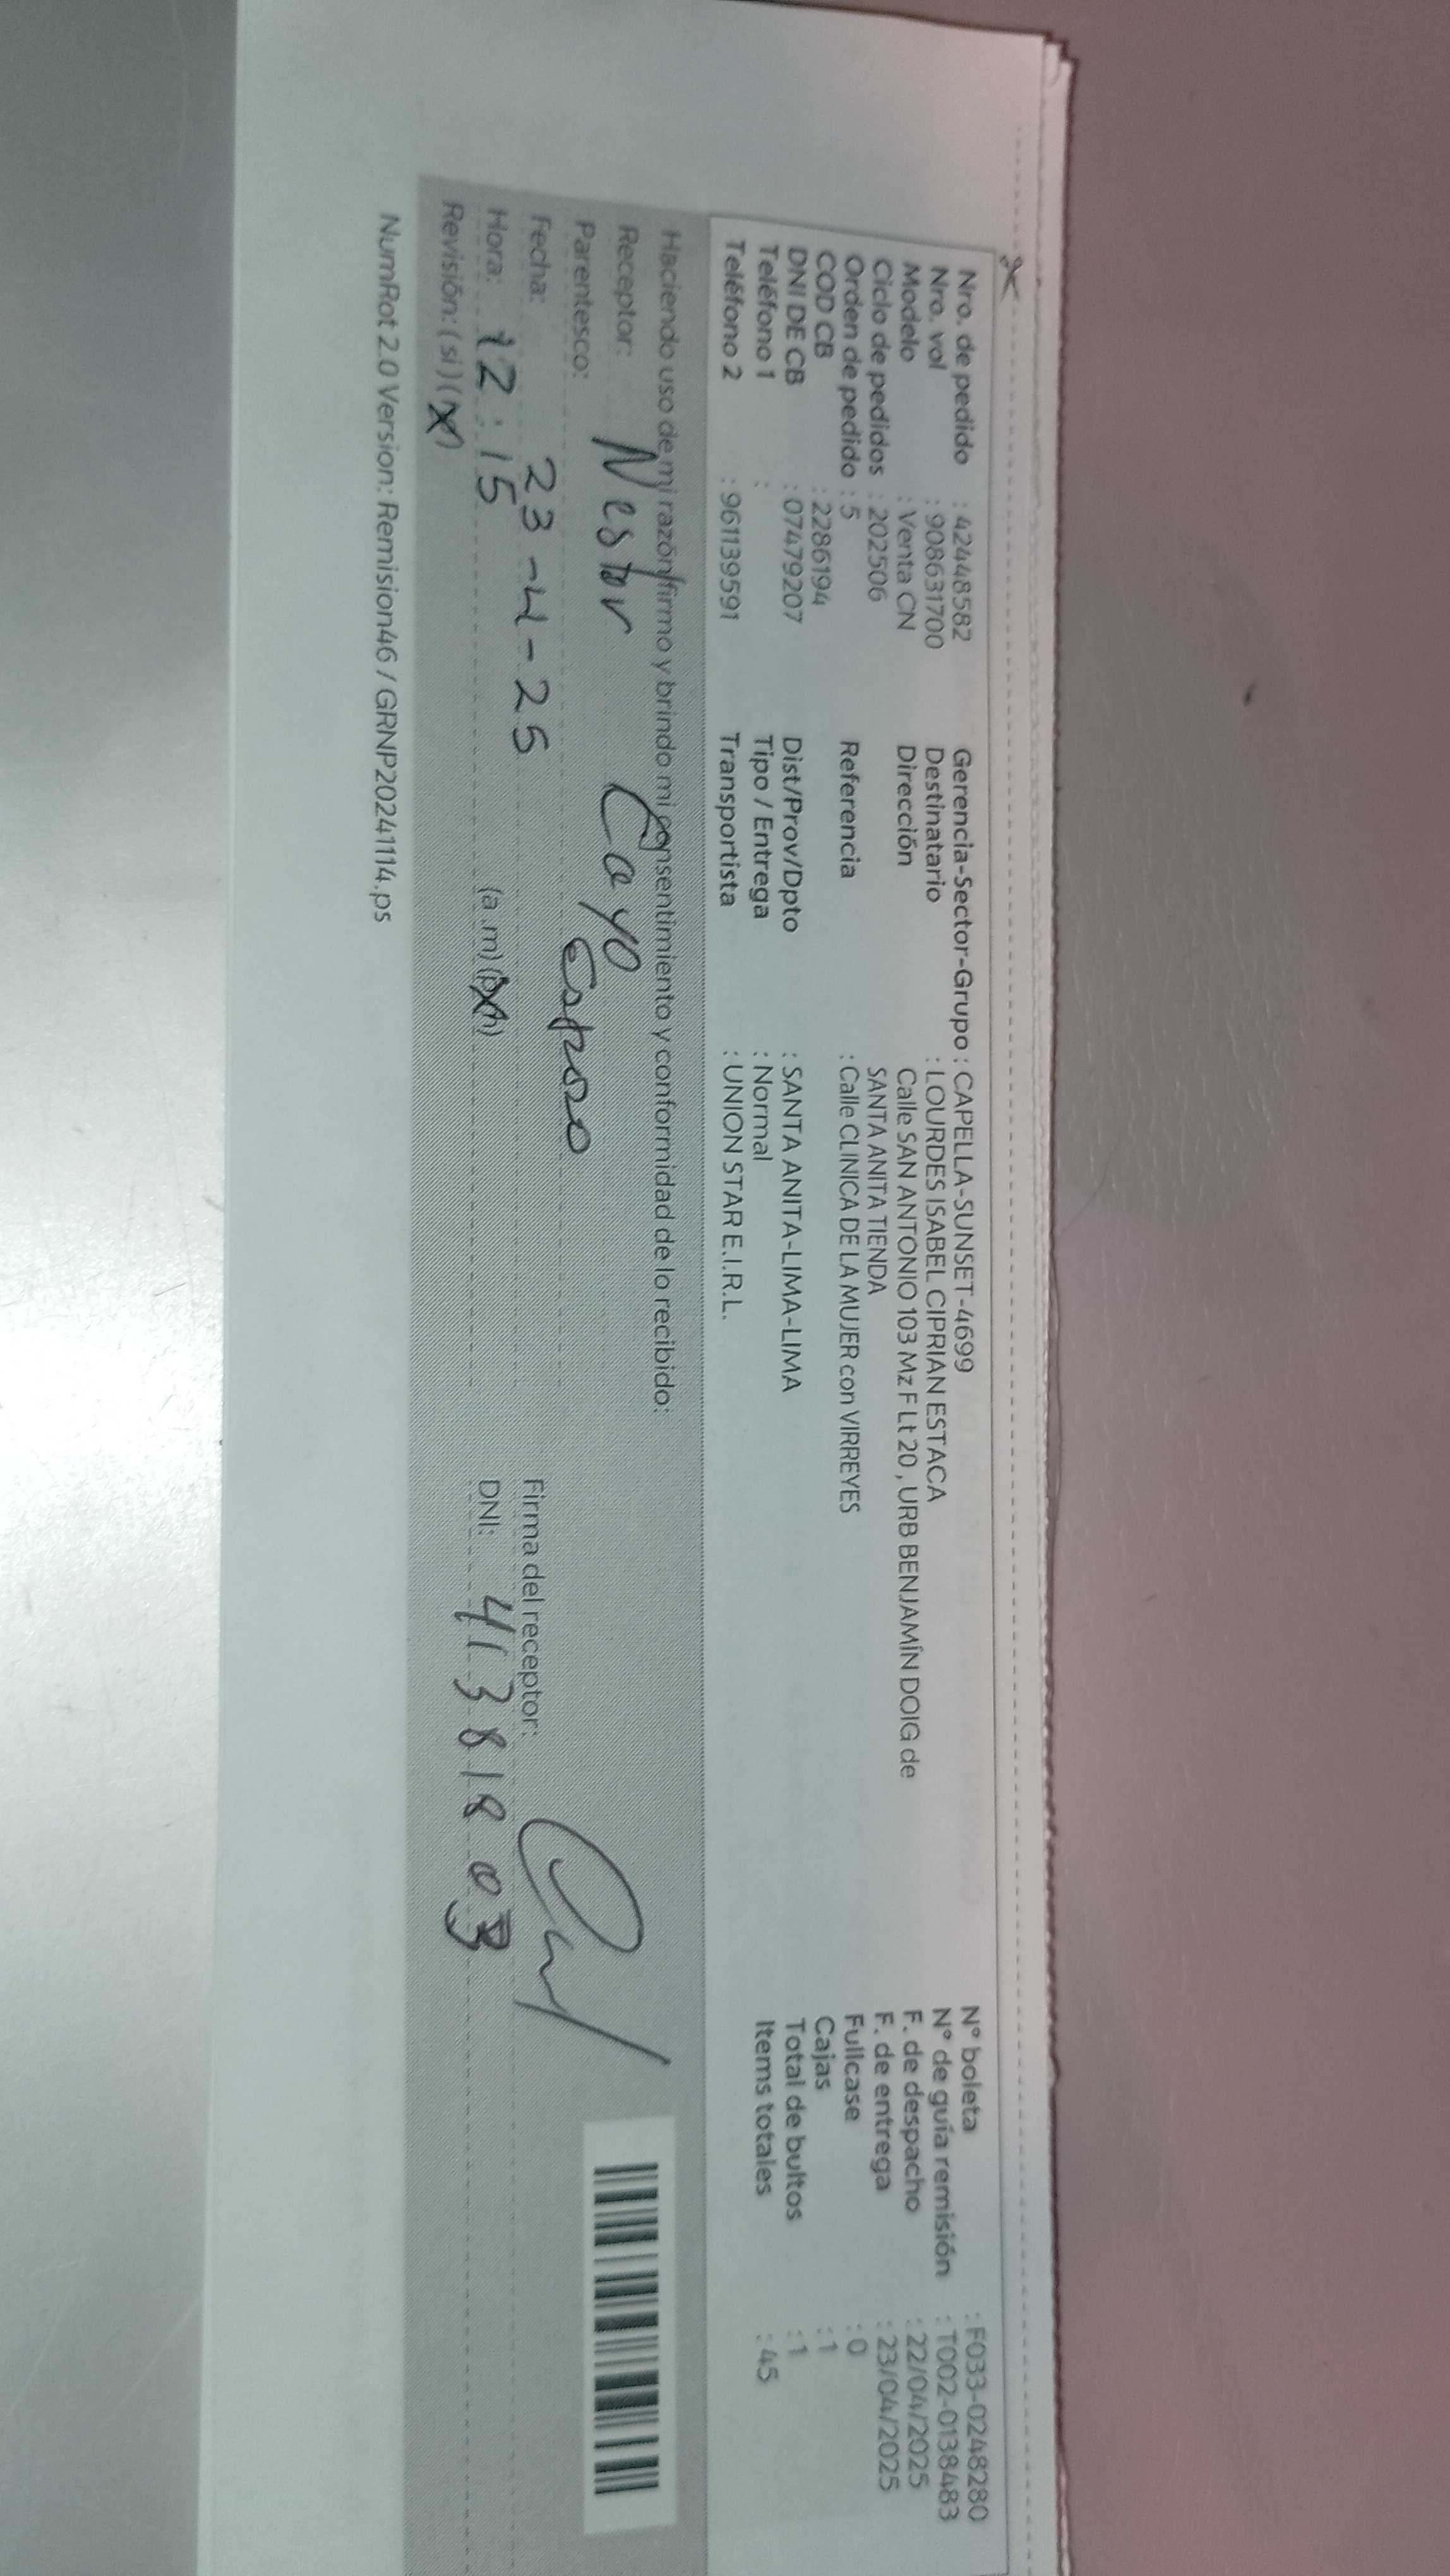 Nro. de pedido : 42448582
Nro. vol : 908631700
Modelo : Venta CN
Ciclo de pedidos : 202506
Orden de pedido : 5
COD CB : 2286194
DNI DE CB : 07479207
Teléfono 1 :
Teléfono 2 : 961139591
Gerencia-Sector-Grupo : CAPELLA-SUNSET-4699
Destinatario : LOURDES ISABEL CIPRIAN ESTACA
Dirección Calle SAN ANTONIO 103 Mz F Lt 20 , URB BENJAMÍN DOIG de
SANTA ANITA TIENDA
Referencia : Calle CLINICA DE LA MUJER con VIRREYES
Dist/Prov/Dpto : SANTA ANITA-LIMA-LIMA
Tipo / Entrega : Normal
Transportista : UNION STAR E.I.R.L.
N° boleta : F033-0248280
N° de guía remisión : T002-0138483
F. de despacho : 22/04/2025
F. de entrega : 23/04/2025
Fullcase : 0
Cajas : 1
Total de bultos : 1
Items totales : 45
Haciendo uso de mi razón firmo y brindo mi consentimiento y conformidad de lo recibido:
Receptor: Nestor Cayo
Parentesco: Esposo
Fecha: 23-4-25
Firma del receptor:
Hora: 12:15 (a.m) (p.m)
DNI: 4138180
Revisión: ( si ) (
NumRot 2.0 Version: Remision46 / GRNP20241114.ps